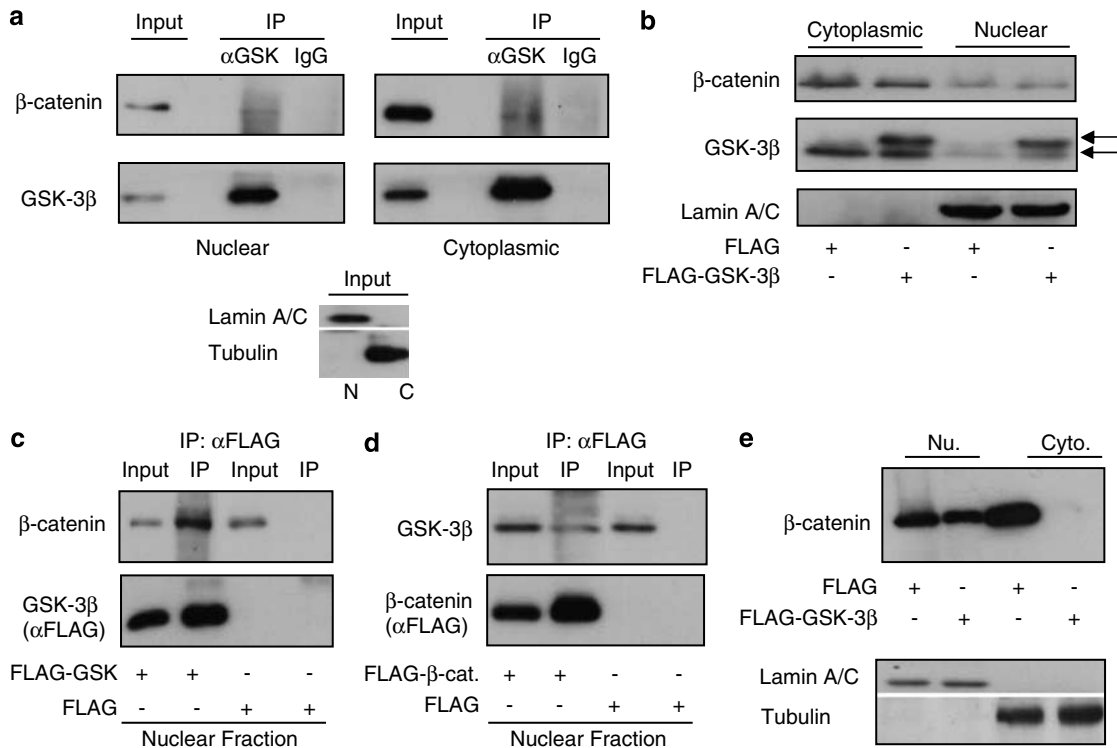 a
Input IP
αGSK IgG
β-catenin
GSK-3β
Nuclear
Input IP
αGSK IgG
Cytoplasmic
Input
Lamin A/C
Tubulin
N C
b
Cytoplasmic Nuclear
β-catenin
GSK-3β
Lamin A/C
FLAG + - + -
FLAG-GSK-3β - + - +
c
IP: αFLAG
Input IP Input IP
β-catenin
GSK-3β
(αFLAG)
FLAG-GSK + + - -
FLAG - - + +
Nuclear Fraction
d
IP: αFLAG
Input IP Input IP
GSK-3β
β-catenin
(αFLAG)
FLAG-β-cat. + + - -
FLAG - - + +
Nuclear Fraction
e
Nu. Cyto.
β-catenin
FLAG + - + -
FLAG-GSK-3β - + - +
Lamin A/C
Tubulin